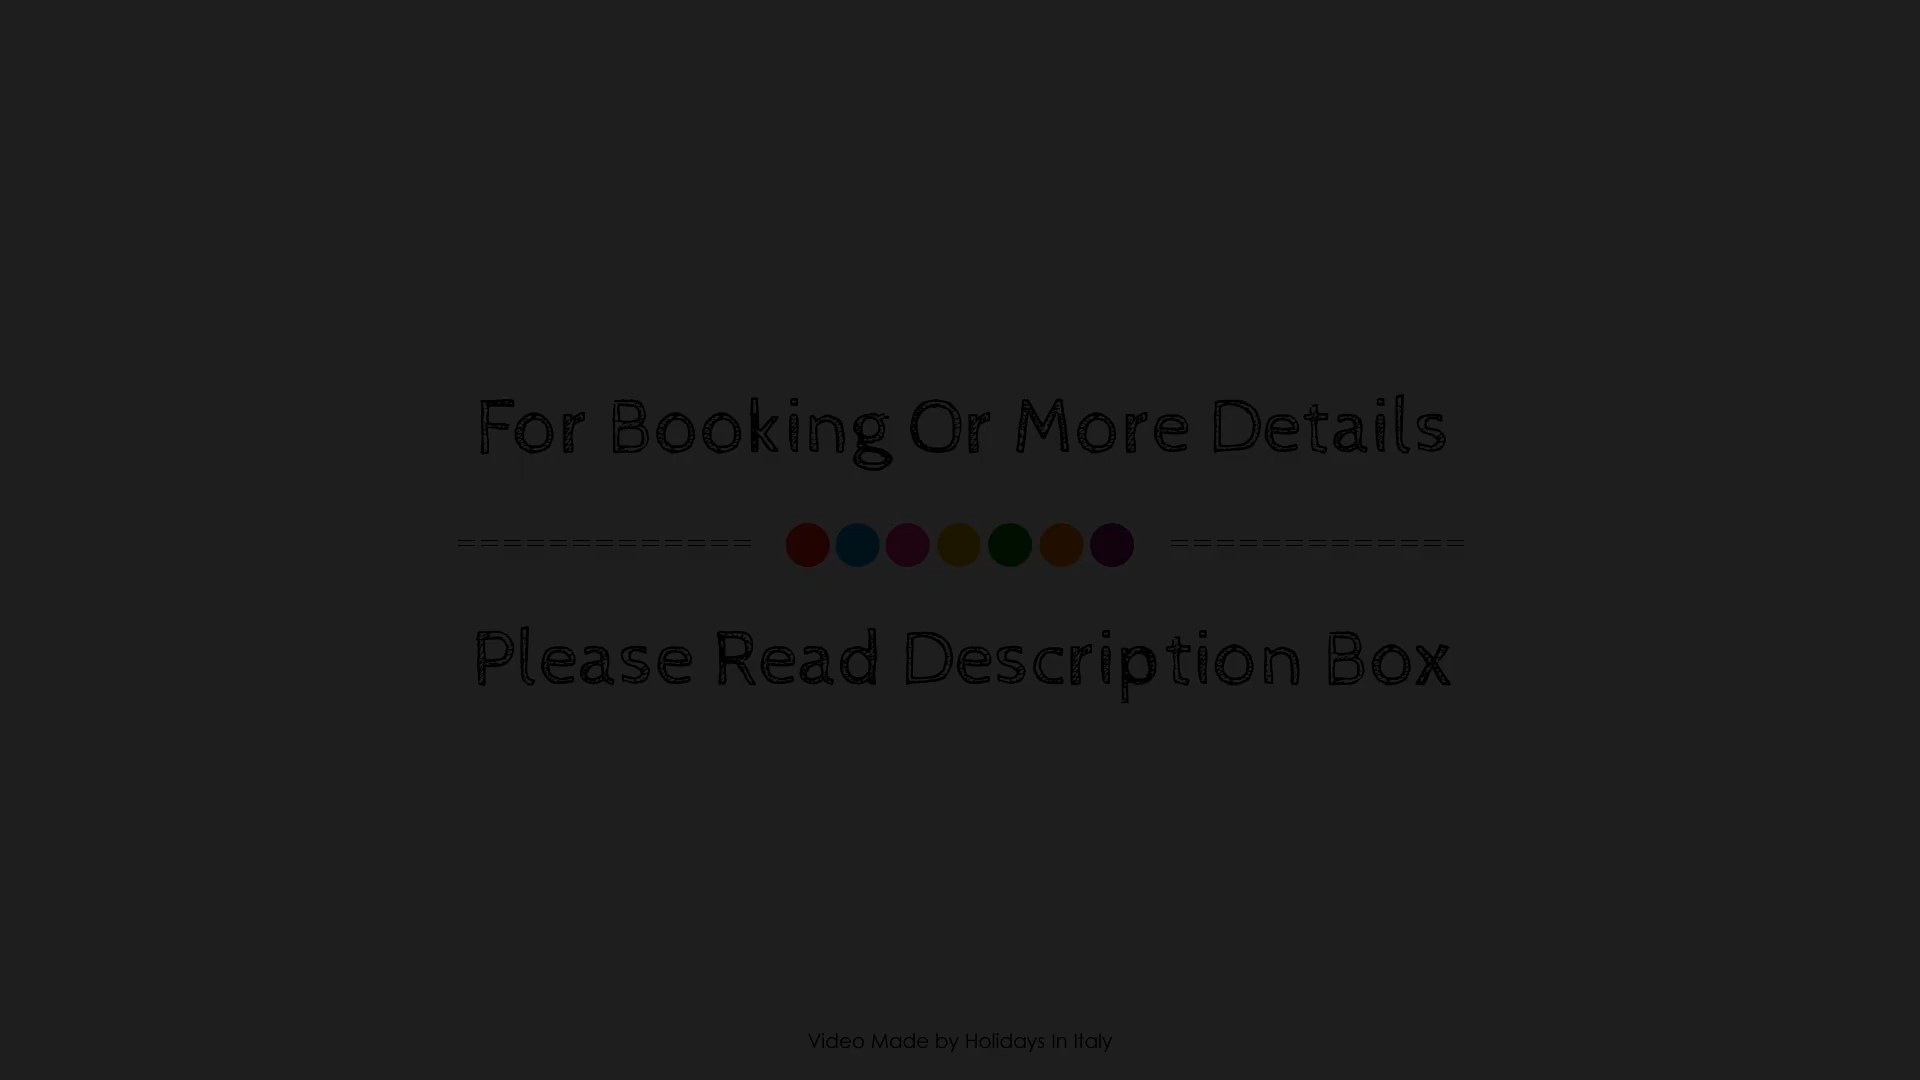 For Booking Or More Details
============= =============
Please Read Description Box
Video Made by Holidays In Italy